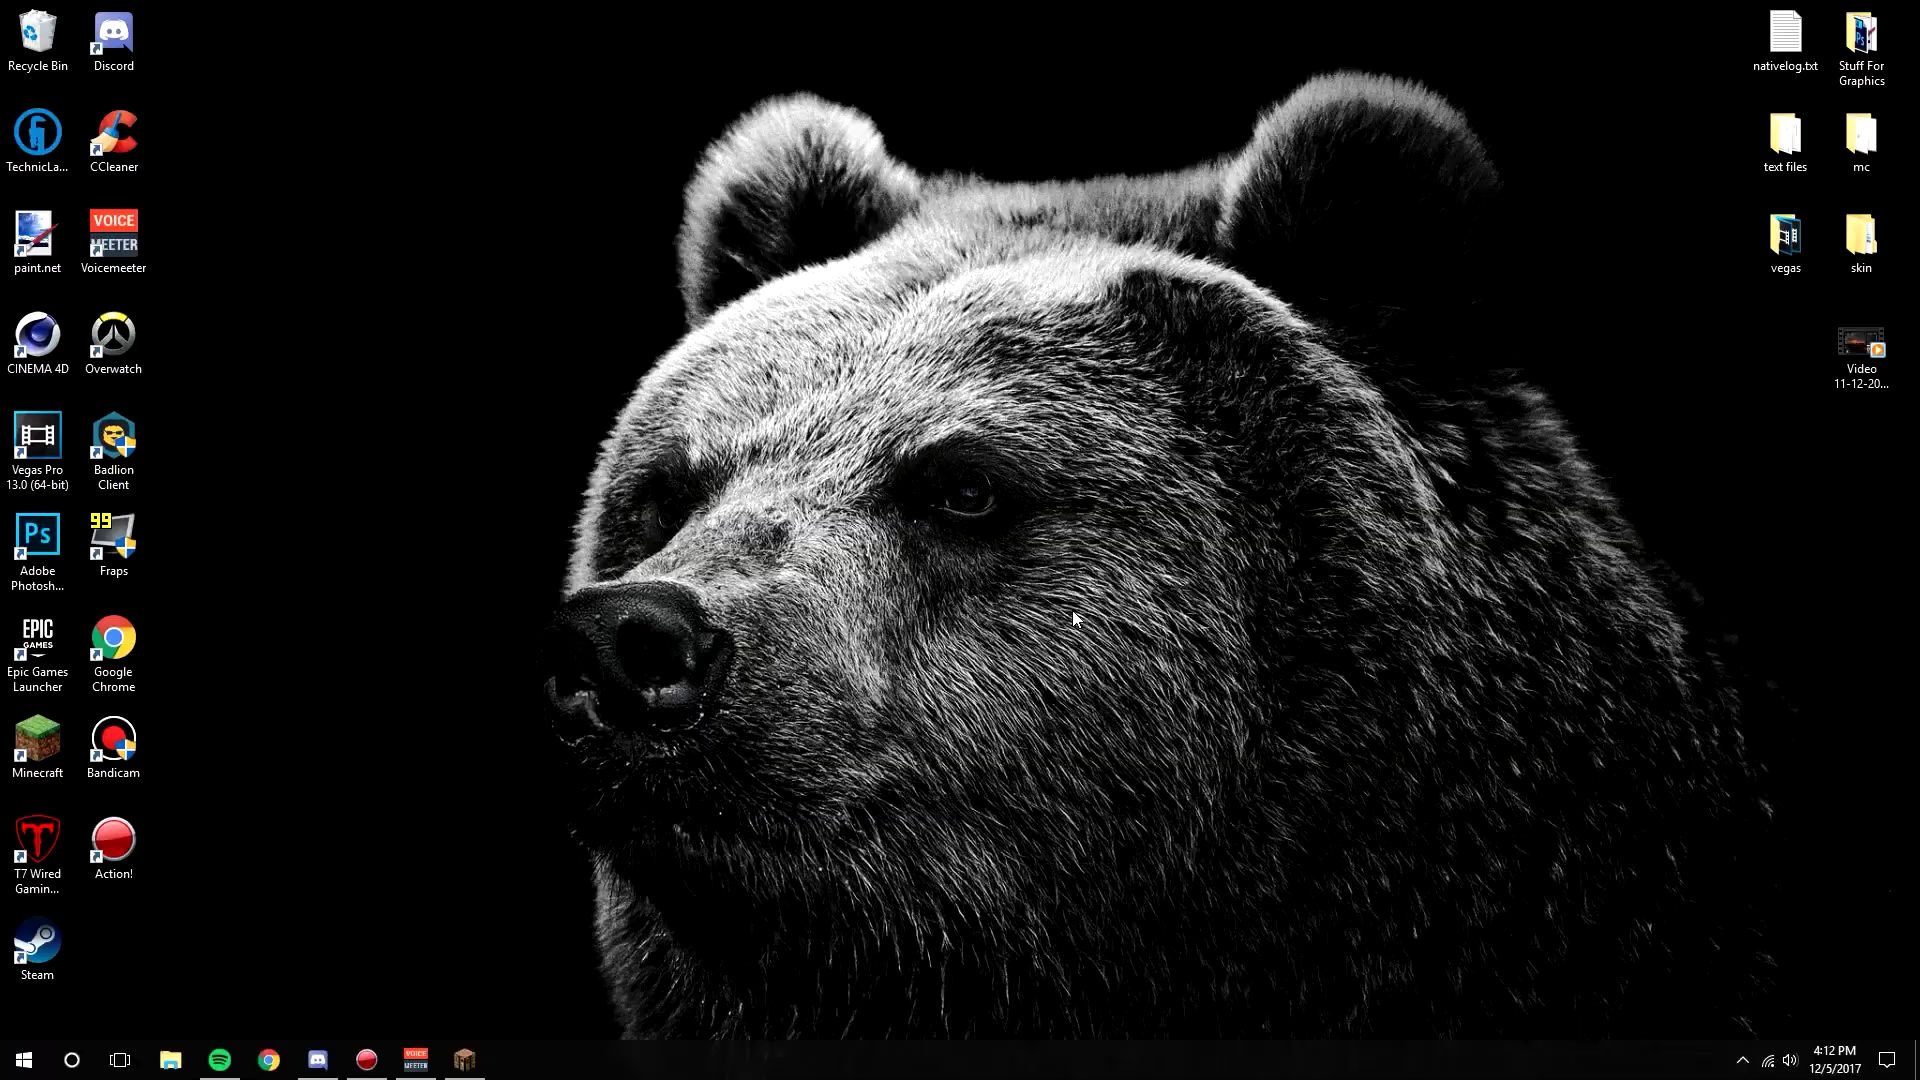 Recycle Bin
Discord
TechnicLa...
CCleaner
VOICE
MEETER
paint.net
Voicemeeter
CINEMA 4D
Overwatch
Vegas Pro
13.0 (64-bit)
Badlion
Client
99
Ps
Adobe
Photosh...
Fraps
EPIC
GAMES
Epic Games
Launcher
Google
Chrome
Minecraft
Bandicam
T7 Wired
Gamin...
Action!
Steam
nativelog.txt
Ps
Stuff For
Graphics
text files
mc
vegas
skin
Video
11-12-20...
VOICE
MEETER
4:12 PM
12/5/2017